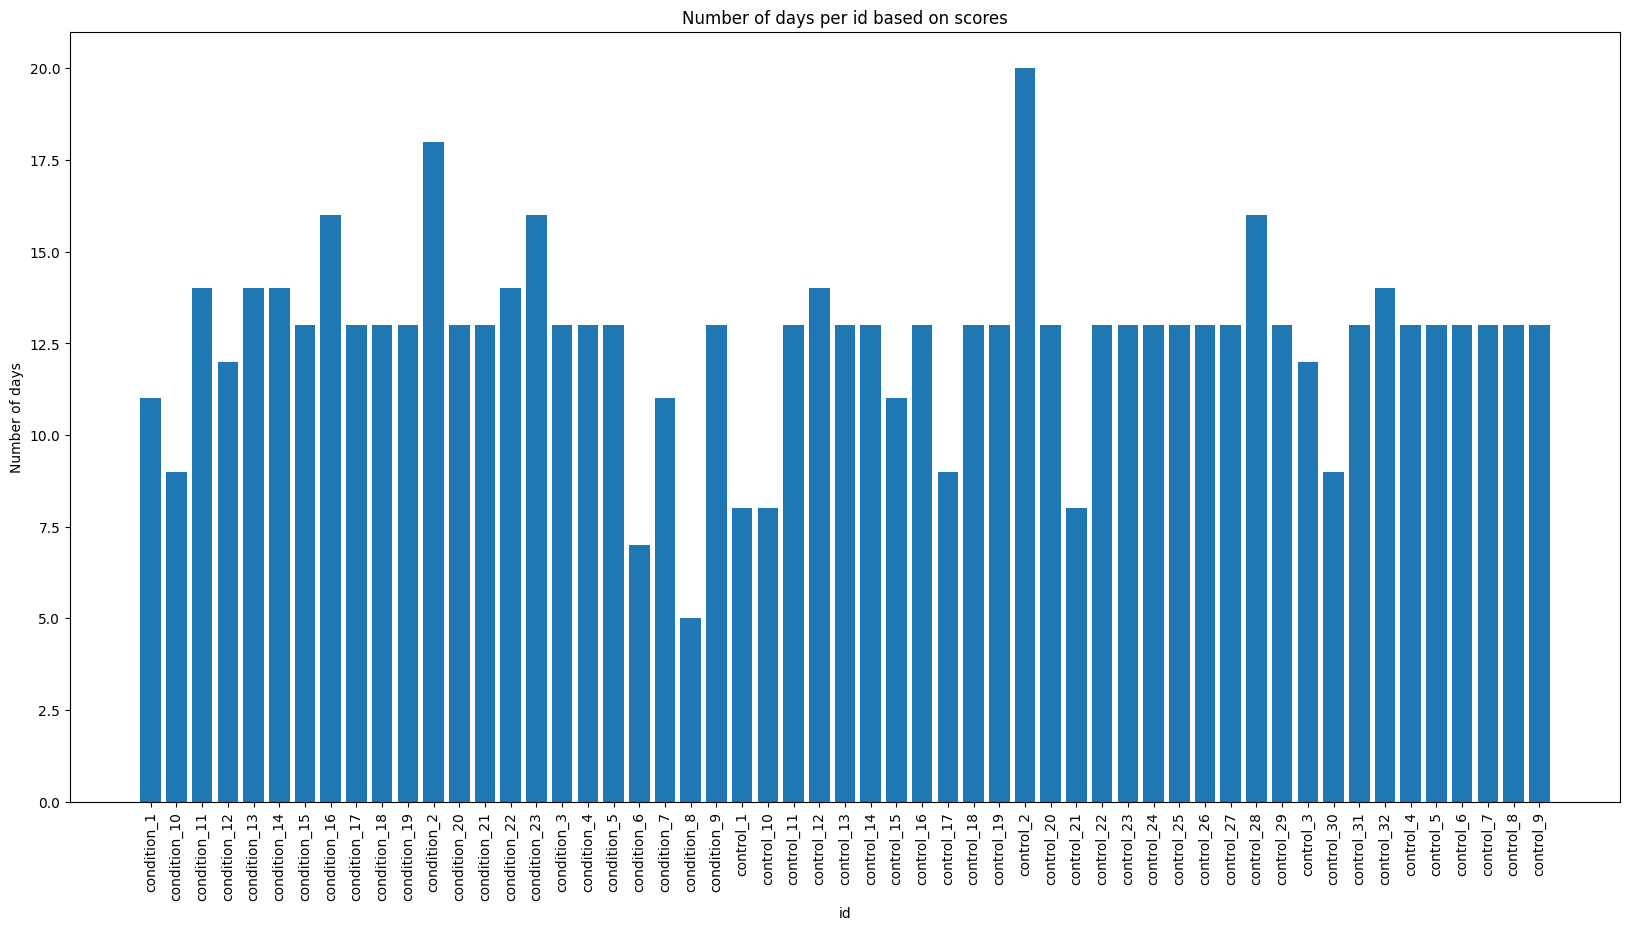 Number of days per id based on scores
20.0
17.5
15.0
12.5
10.0
7.5
5.0
2.5
0.0
Number of days
condition_1
condition_10
condition_11
condition_12
condition_13
condition_14
condition_15
condition_16
condition_17
condition_18
condition_19
condition_2
condition_20
condition_21
condition_22
condition_23
condition_3
condition_4
condition_5
condition_6
condition_7
condition_8
condition_9
control_1
control_10
control_11
control_12
control_13
control_14
control_15
control_16
control_17
control_18
control_19
control_2
control_20
control_21
control_22
control_23
control_24
control_25
control_26
control_27
control_28
control_29
control_3
control_30
control_31
control_32
control_4
control_5
control_6
control_7
control_8
control_9
id